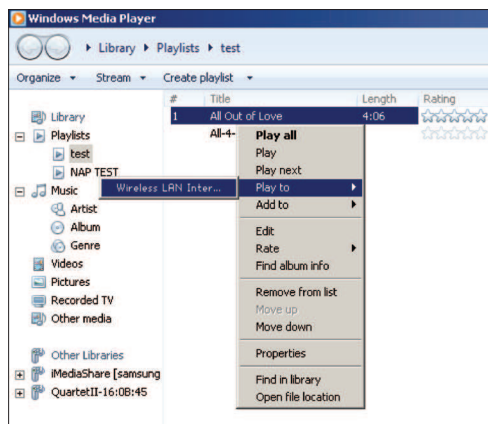 Windows Media Player
Library Playlists test
Organize Stream Create playlist
# Title Length Rating
Library
Playlists
test
NAP TEST
Music
Artist
Album
Genre
Videos
Pictures
Recorded TV
Other media
Other Libraries
iMediaShare [samsung
QuartetII-16:0B:45
1 All Out of Love 4:06
All-4-
Play all
Play
Play next
Play to
Wireless LAN Inter...
Add to
Edit
Rate
Find album info
Remove from list
Move up
Move down
Properties
Find in library
Open file location